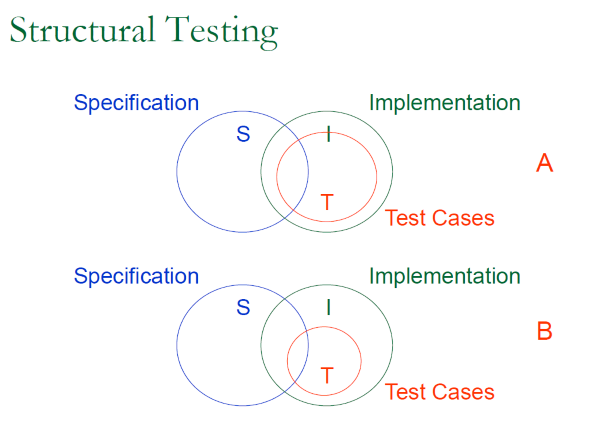 Structural Testing
Specification
Implementation
S
I
A
T
Test Cases
Specification
Implementation
S
I
B
T
Test Cases